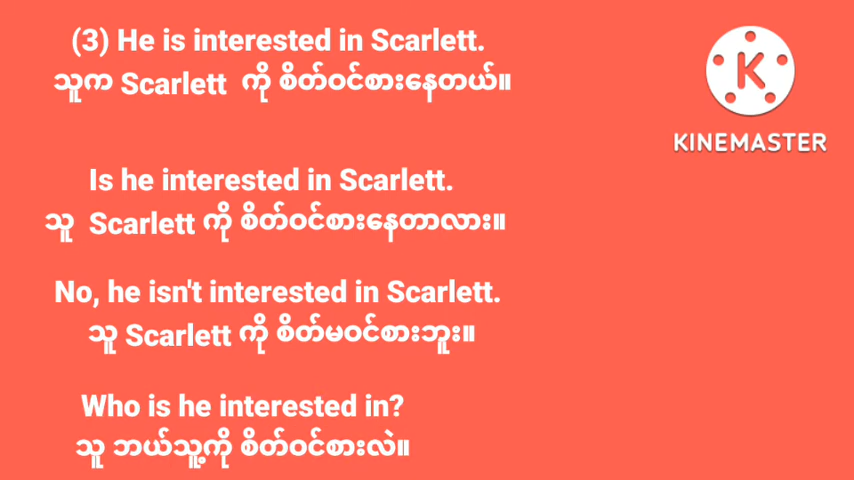 (3) He is interested in Scarlett.
သူက Scarlett ကို စိတ်ဝင်စားနေတယ်။
Is he interested in Scarlett.
သူ Scarlett ကို စိတ်ဝင်စားနေတာလား။
No, he isn't interested in Scarlett.
သူ Scarlett ကို စိတ်မဝင်စားဘူး။
Who is he interested in?
သူ ဘယ်သူ့ကို စိတ်ဝင်စားလဲ။
K
KINEMASTER